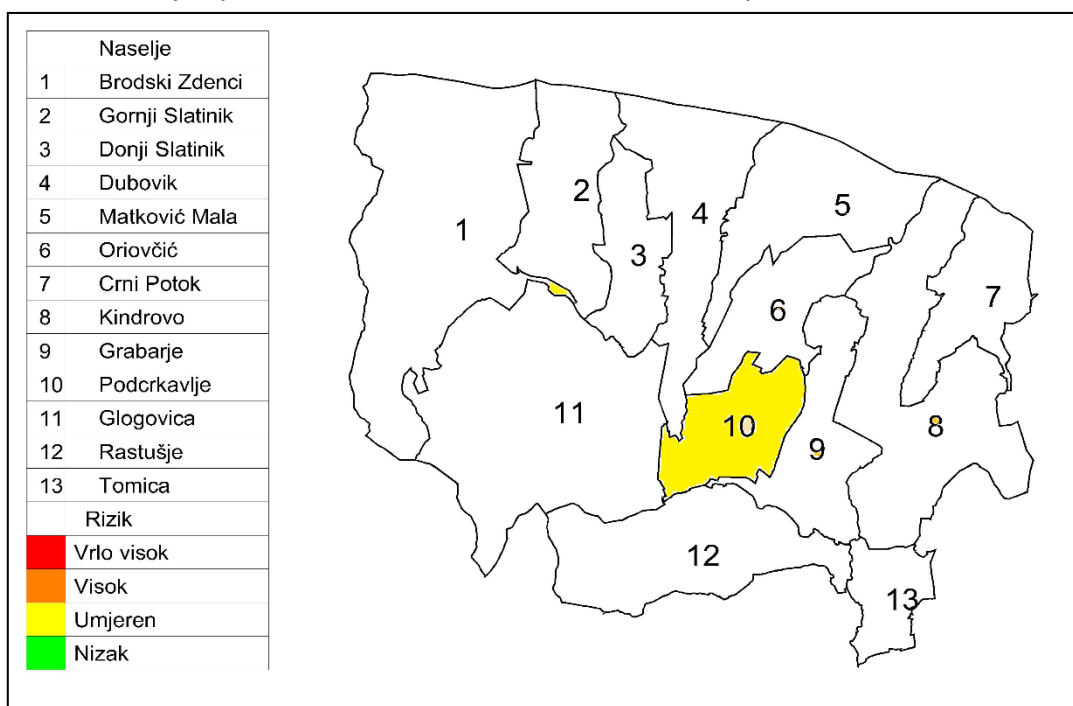 Naselje
1 Brodski Zdenci
2 Gornji Slatinik
3 Donji Slatinik
4 Dubovik
5 Matković Mala
6 Oriovčić
7 Crni Potok
8 Kindrovo
9 Grabarje
10 Podcrkavlje
11 Glogovica
12 Rastušje
13 Tomica
Rizik
Vrlo visok
Visok
Umjeren
Nizak
1
2
3
4
5
6
7
8
9
10
11
12
13